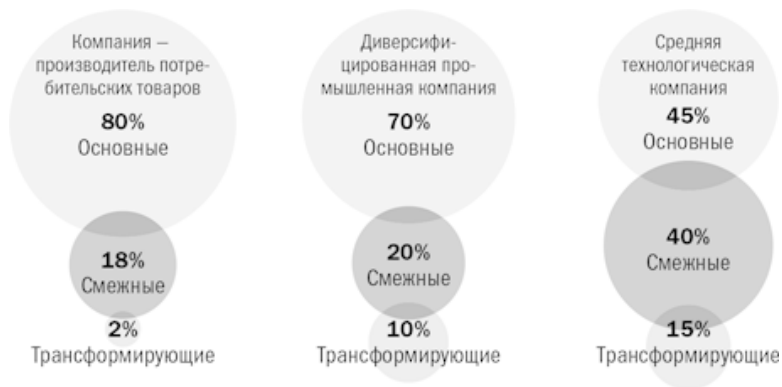 Компания —
производитель потре-
бительских товаров
80%
Основные
18%
Смежные
2%
Трансформирующие
Диверсифи-
цированная про-
мышленная компания
70%
Основные
20%
Смежные
10%
Трансформирующие
Средняя
технологическая
компания
45%
Основные
40%
Смежные
15%
Трансформирующие